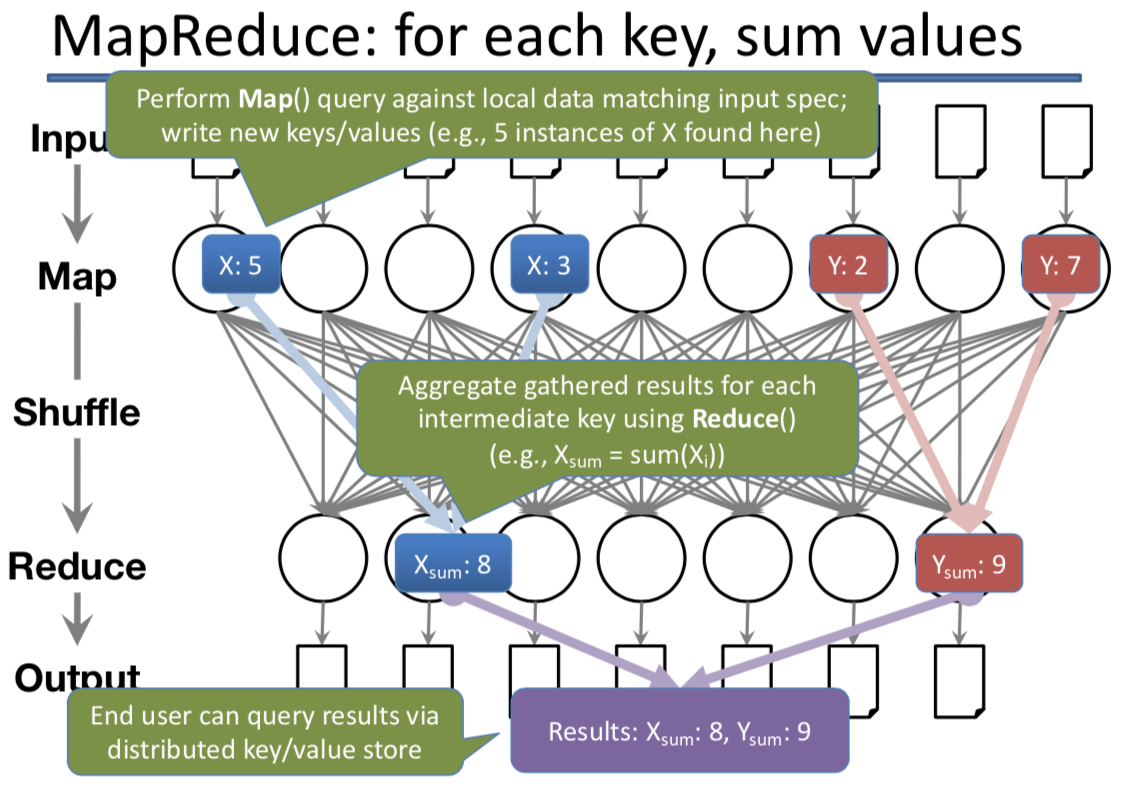 MapReduce: for each key, sum values
Perform Map() query against local data matching input spec;
write new keys/values (e.g., 5 instances of X found here)
Inpu
Map
X: 5
X: 3
Y: 2
Y: 7
Shuffle
Aggregate gathered results for each
intermediate key using Reduce()
(e.g., Xsum = sum(Xi))
Reduce
Xsum: 8
Ysum: 9
Output
End user can query results via
distributed key/value store
Results: Xsum: 8, Ysum: 9